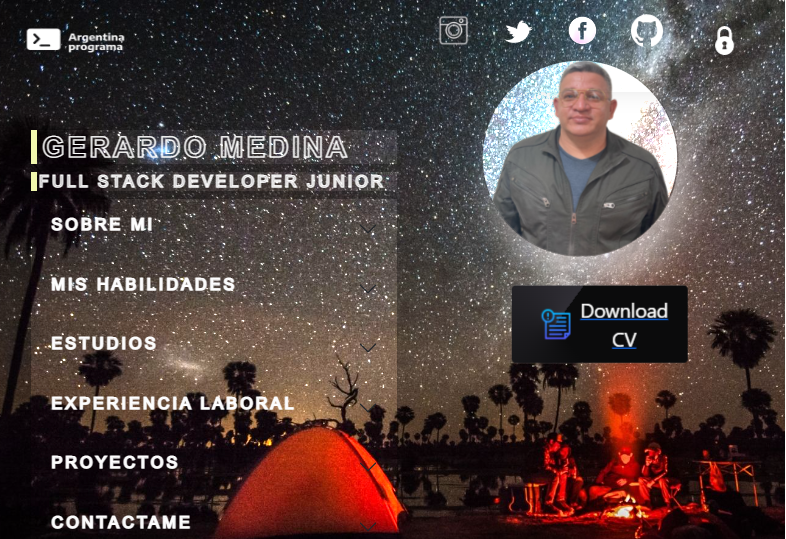 Argentina
programa
GERARDO MEDINA
FULL STACK DEVELOPER JUNIOR
SOBRE MI
MIS HABILIDADES
ESTUDIOS
EXPERIENCIA LABORAL
PROYECTOS
CONTACTAME
Download
CV